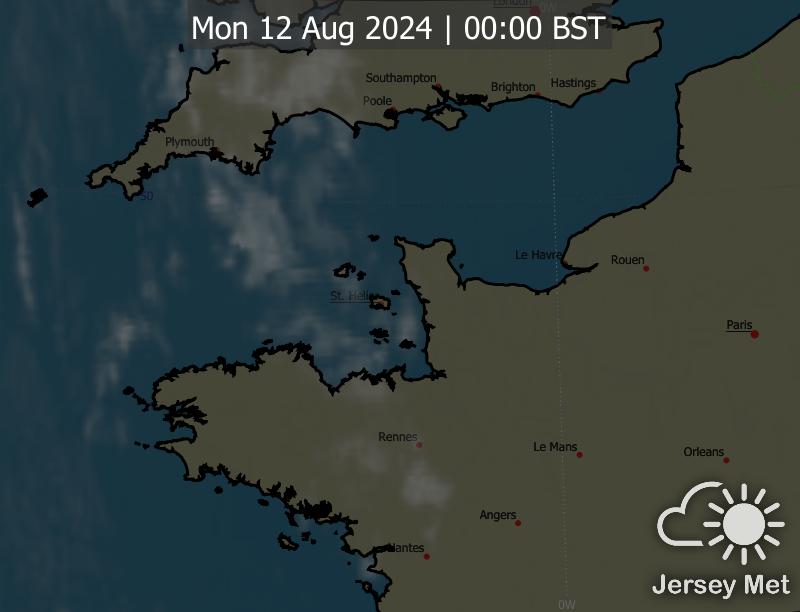 London
0W
Mon 12 Aug 2024 | 00:00 BST
Southampton
Poole
Brighton
Hastings
Plymouth
50
Le Havre
Rouen
St. Helier
Paris
Rennes
Le Mans
Orleans
Angers
Nantes
Jersey Met
0W